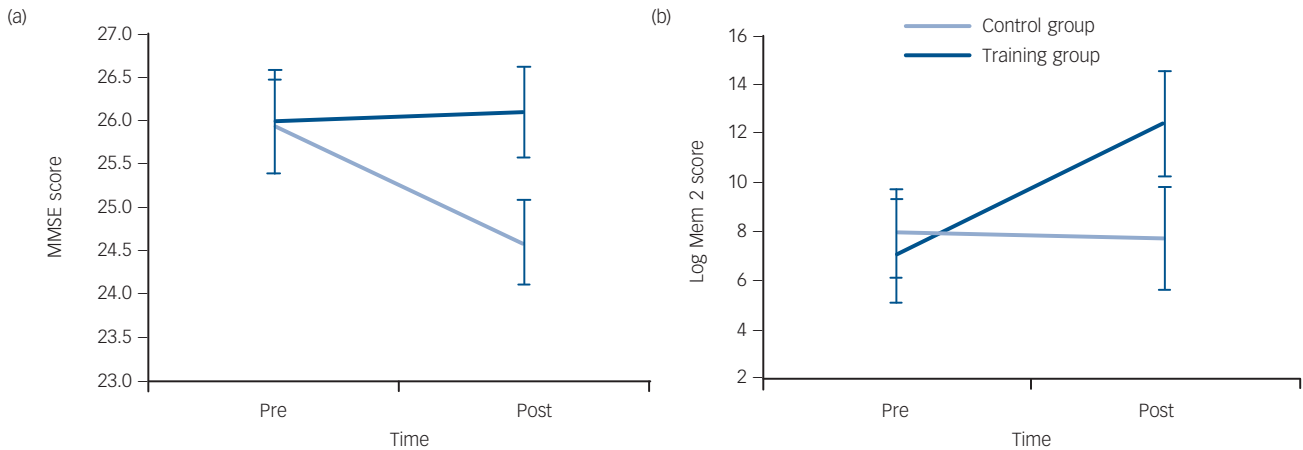 (a)
MMSE score
27.0
26.5
26.0
25.5
25.0
24.5
24.0
23.5
23.0
Pre
Post
Time
(b)
Control group
Training group
Log Mem 2 score
16
14
12
10
8
6
4
2
Pre
Post
Time